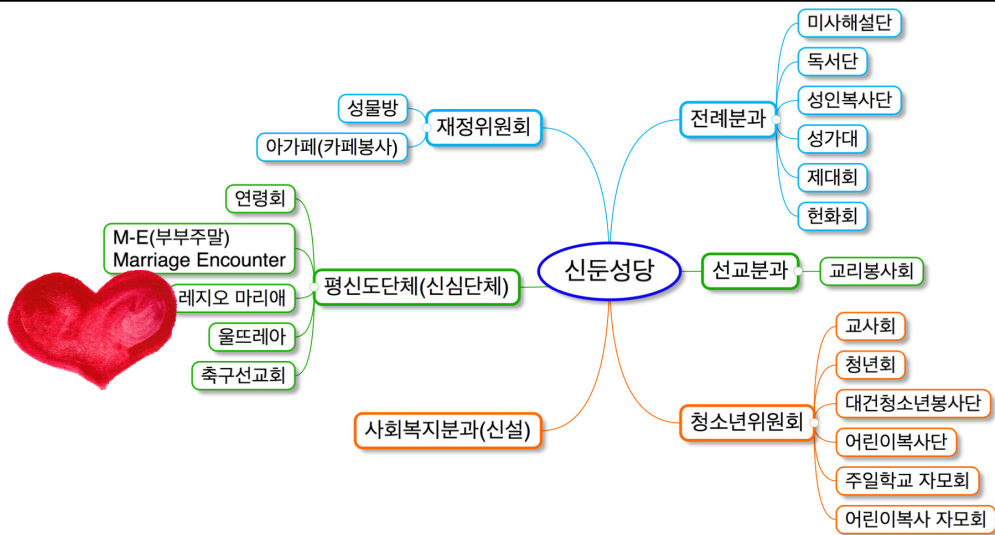 신둔성당
재정위원회
성물방
아가페(카페봉사)
평신도단체(신심단체)
연령회
M-E(부부주말)
Marriage Encounter
레지오 마리애
울뜨레아
축구선교회
사회복지분과(신설)
전례분과
미사해설단
독서단
성인복사단
성가대
제대회
헌화회
선교분과
교리봉사회
청소년위원회
교사회
청년회
대건청소년봉사단
어린이복사단
주일학교 자모회
어린이복사 자모회